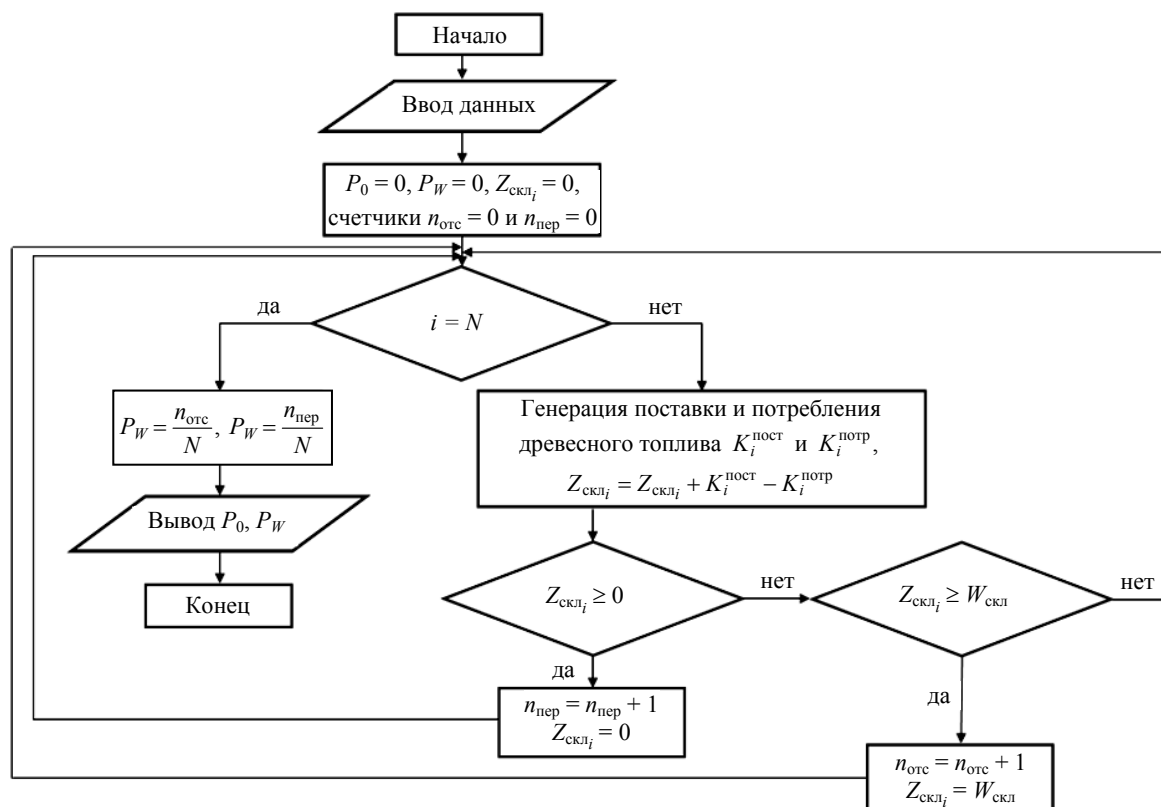 Начало
Ввод данных
P₀ = 0, P_W = 0, Z_скл_i = 0,
счетчики n_отс = 0 и n_пер = 0
да
i = N
нет
P_W = n_отс/N, P_W = n_пер/N
Генерация поставки и потребления
древесного топлива K_i^пост и K_i^потр,
Z_скл_i = Z_скл_i + K_i^пост − K_i^потр
Вывод P₀, P_W
Конец
Z_скл_i ≥ 0
нет
Z_скл_i ≥ W_скл
нет
да
n_пер = n_пер + 1
Z_скл_i = 0
да
n_отс = n_отс + 1
Z_скл_i = W_скл